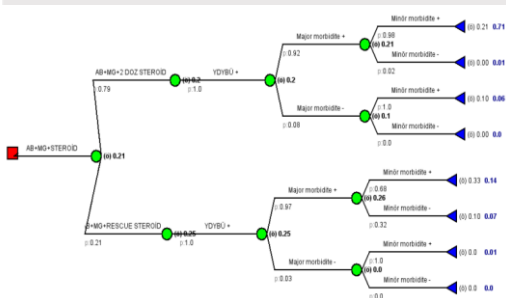 Minör morbidite +
Major morbidite +
p:0.98
(ö) 0.21 0.71
(ö) 0.21
Minör morbidite -
p:0.92
p:0.02
(ö) 0.00 0.01
AB+MG+2 DOZ STEROİD
YDYBÜ +
(ö) 0.2
(ö) 0.2
p:0.79
p:1.0
Minör morbidite +
Major morbidite -
p:1.0
(ö) 0.10 0.06
(ö) 0.1
Minör morbidite -
p:0.08
p:0.0
(ö) 0.00 0.0
AB+MG+STEROİD
(ö) 0.21
Minör morbidite +
Major morbidite +
p:0.68
(ö) 0.33 0.14
(ö) 0.26
Minör morbidite -
p:0.97
p:0.32
(ö) 0.10 0.07
B+MG+RESCUE STEROİD
YDYBÜ +
(ö) 0.25
(ö) 0.25
p:0.21
p:1.0
Minör morbidite +
Major morbidite -
p:1.0
(ö) 0.0 0.01
(ö) 0.0
Minör morbidite -
p:0.03
p:0.0
(ö) 0.0 0.0